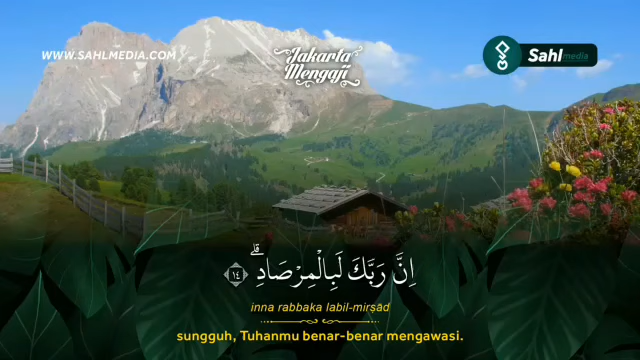 WWW.SAHLMEDIA.COM
Jakarta
Mengaji
Sahlmedia
اِنَّ رَبَّكَ لَبِالْمِرْصَادِۗ ١٤
inna rabbaka labil-mirṣād
sungguh, Tuhanmu benar-benar mengawasi.